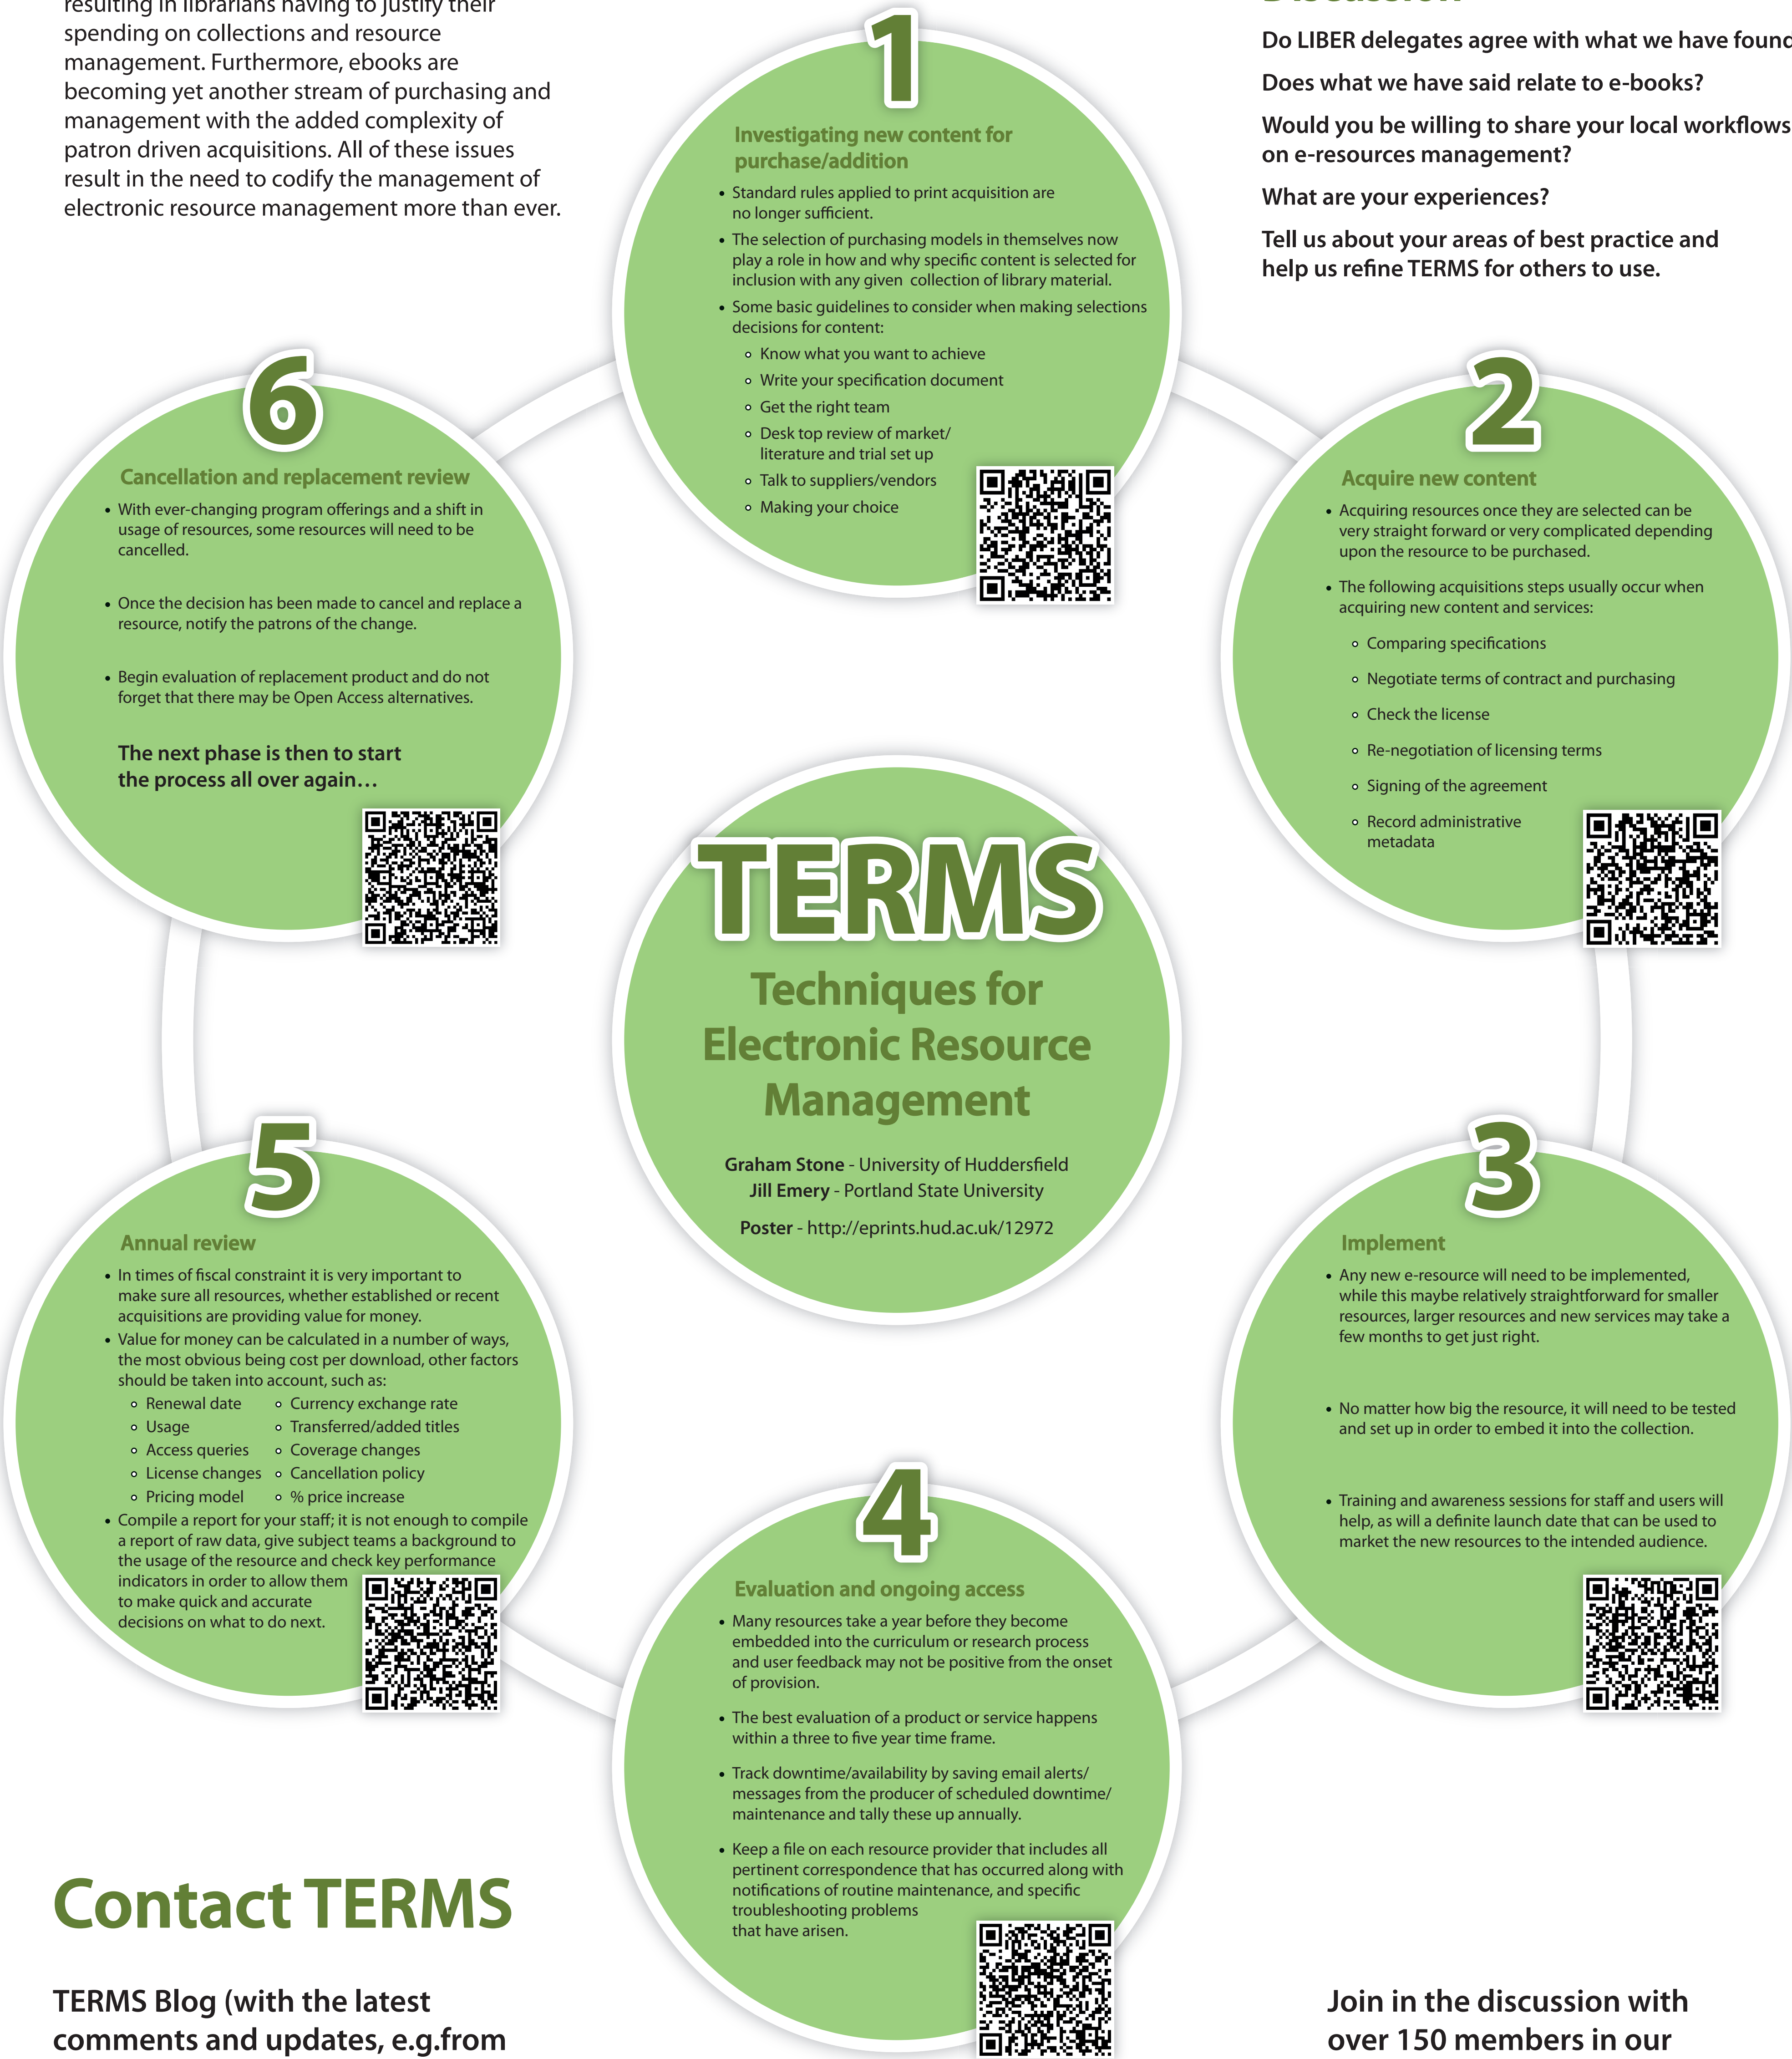 resulting in librarians having to justify their
spending on collections and resource
management. Furthermore, ebooks are
becoming yet another stream of purchasing and
management with the added complexity of
patron driven acquisitions. All of these issues
result in the need to codify the management of
electronic resource management more than ever.
Discussion
Do LIBER delegates agree with what we have found
Does what we have said relate to e-books?
Would you be willing to share your local workflows
on e-resources management?
What are your experiences?
Tell us about your areas of best practice and
help us refine TERMS for others to use.
1
Investigating new content for
purchase/addition
• Standard rules applied to print acquisition are
no longer sufficient.
• The selection of purchasing models in themselves now
play a role in how and why specific content is selected for
inclusion with any given collection of library material.
• Some basic guidelines to consider when making selections
decisions for content:
Know what you want to achieve
Write your specification document
Get the right team
Desk top review of market/
literature and trial set up
Talk to suppliers/vendors
Making your choice
2
Acquire new content
• Acquiring resources once they are selected can be
very straight forward or very complicated depending
upon the resource to be purchased.
• The following acquisitions steps usually occur when
acquiring new content and services:
Comparing specifications
Negotiate terms of contract and purchasing
Check the license
Re-negotiation of licensing terms
Signing of the agreement
Record administrative
metadata
3
Implement
• Any new e-resource will need to be implemented,
while this maybe relatively straightforward for smaller
resources, larger resources and new services may take a
few months to get just right.
• No matter how big the resource, it will need to be tested
and set up in order to embed it into the collection.
• Training and awareness sessions for staff and users will
help, as will a definite launch date that can be used to
market the new resources to the intended audience.
4
Evaluation and ongoing access
• Many resources take a year before they become
embedded into the curriculum or research process
and user feedback may not be positive from the onset
of provision.
• The best evaluation of a product or service happens
within a three to five year time frame.
• Track downtime/availability by saving email alerts/
messages from the producer of scheduled downtime/
maintenance and tally these up annually.
• Keep a file on each resource provider that includes all
pertinent correspondence that has occurred along with
notifications of routine maintenance, and specific
troubleshooting problems
that have arisen.
5
Annual review
• In times of fiscal constraint it is very important to
make sure all resources, whether established or recent
acquisitions are providing value for money.
• Value for money can be calculated in a number of ways,
the most obvious being cost per download, other factors
should be taken into account, such as:
Renewal date
Usage
Access queries
License changes
Pricing model
Currency exchange rate
Transferred/added titles
Coverage changes
Cancellation policy
% price increase
• Compile a report for your staff; it is not enough to compile
a report of raw data, give subject teams a background to
the usage of the resource and check key performance
indicators in order to allow them
to make quick and accurate
decisions on what to do next.
6
Cancellation and replacement review
• With ever-changing program offerings and a shift in
usage of resources, some resources will need to be
cancelled.
• Once the decision has been made to cancel and replace a
resource, notify the patrons of the change.
• Begin evaluation of replacement product and do not
forget that there may be Open Access alternatives.
The next phase is then to start
the process all over again…
TERMS
Techniques for
Electronic Resource
Management
Graham Stone - University of Huddersfield
Jill Emery - Portland State University
Poster - http://eprints.hud.ac.uk/12972
Contact TERMS
TERMS Blog (with the latest
comments and updates, e.g.from
Join in the discussion with
over 150 members in our